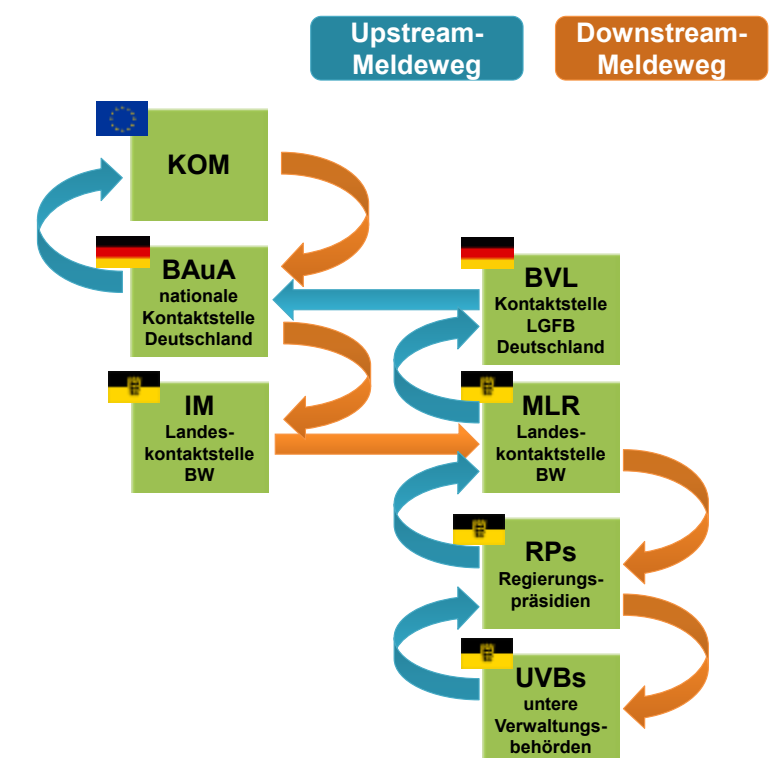 Upstream-
Meldeweg
Downstream-
Meldeweg
KOM
BAuA
nationale
Kontaktstelle
Deutschland
BVL
Kontaktstelle
LGFB
Deutschland
IM
Landes-
kontaktstelle
BW
MLR
Landes-
kontaktstelle
BW
RPs
Regierungs-
präsidien
UVBs
untere
Verwaltungs-
behörden